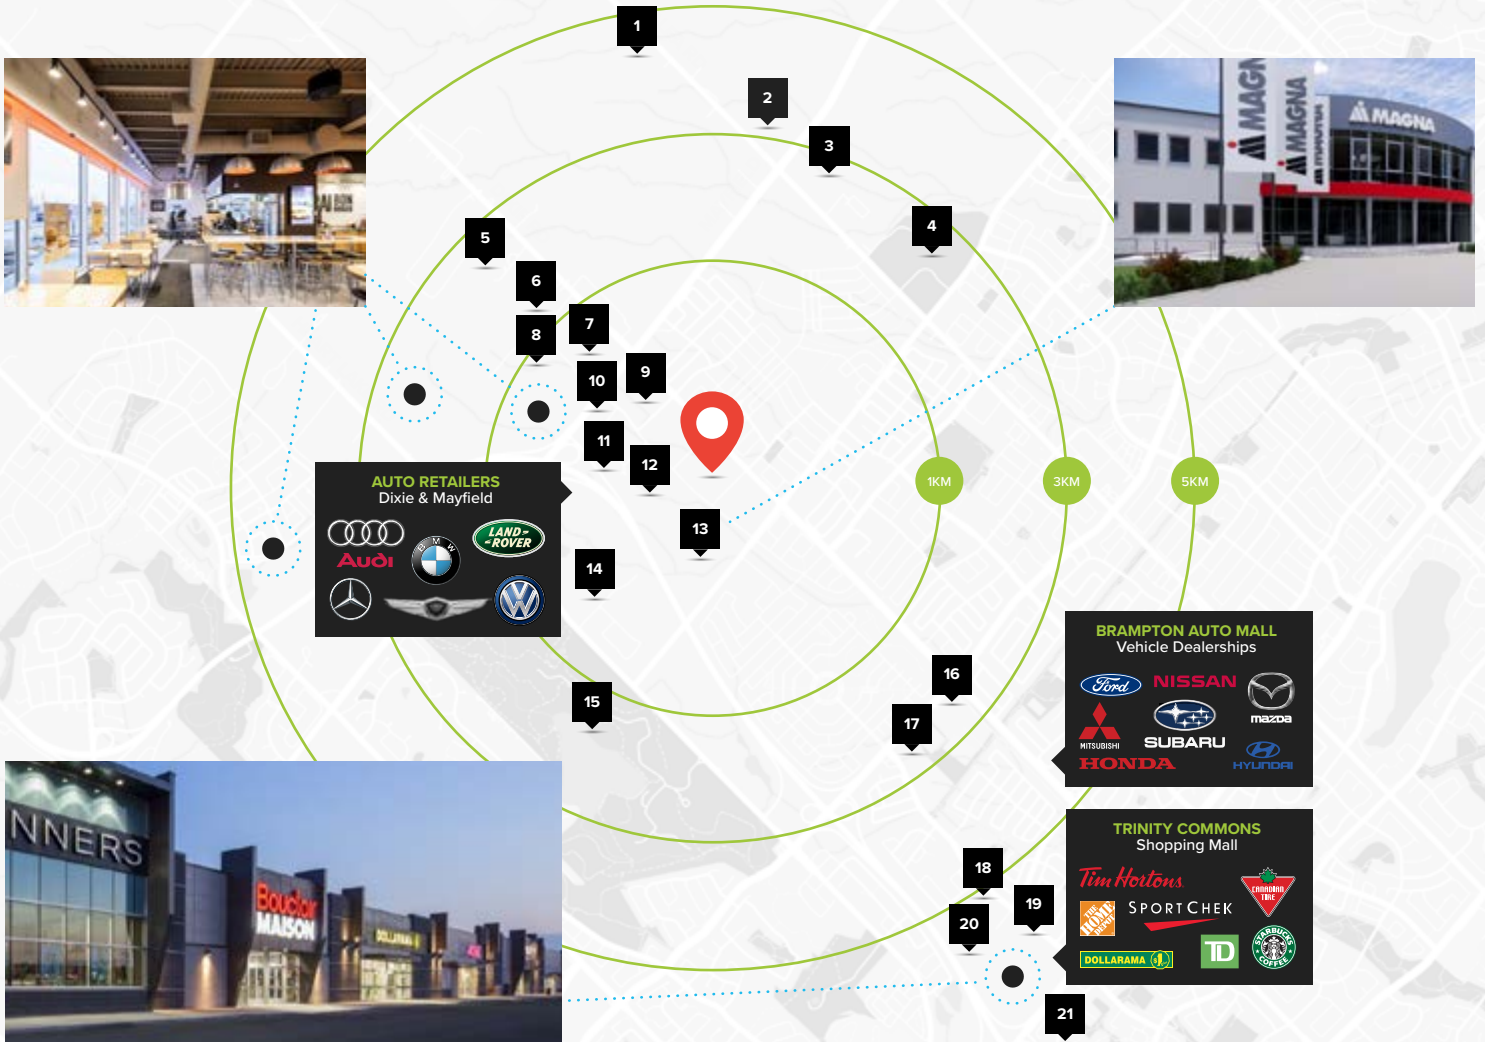 1
2
3
4
5
6
7
8
9
10
11
12
13
14
15
16
17
18
19
20
21
1KM
3KM
5KM
MAGNA
MAGNA
MAGN
AUTO RETAILERS
Dixie & Mayfield
Audi
BMW
LAND-
-ROVER
BRAMPTON AUTO MALL
Vehicle Dealerships
Ford
NISSAN
mazda
MITSUBISHI
SUBARU
HONDA
HYUNDAI
TRINITY COMMONS
Shopping Mall
Tim Hortons
CANADIAN
TIRE
THE
HOME
DEPOT
SPORTCHEK
DOLLARAMA $1
TD
STARBUCKS
COFFEE
NNERS
Bouclair
MAISON
DOLLARAMA